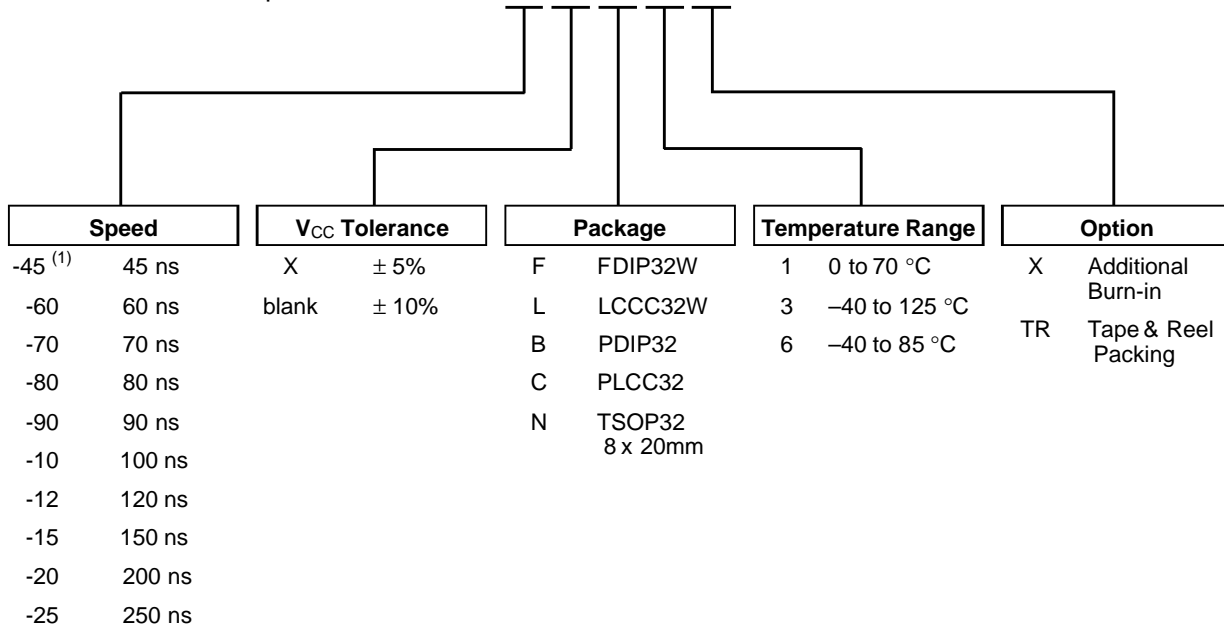 Speed
-45 (1) 45 ns
-60 60 ns
-70 70 ns
-80 80 ns
-90 90 ns
-10 100 ns
-12 120 ns
-15 150 ns
-20 200 ns
-25 250 ns
VCC Tolerance
X ± 5%
blank ± 10%
Package
F FDIP32W
L LCCC32W
B PDIP32
C PLCC32
N TSOP32
8 x 20mm
Temperature Range
1 0 to 70 °C
3 –40 to 125 °C
6 –40 to 85 °C
Option
X Additional
Burn-in
TR Tape & Reel
Packing